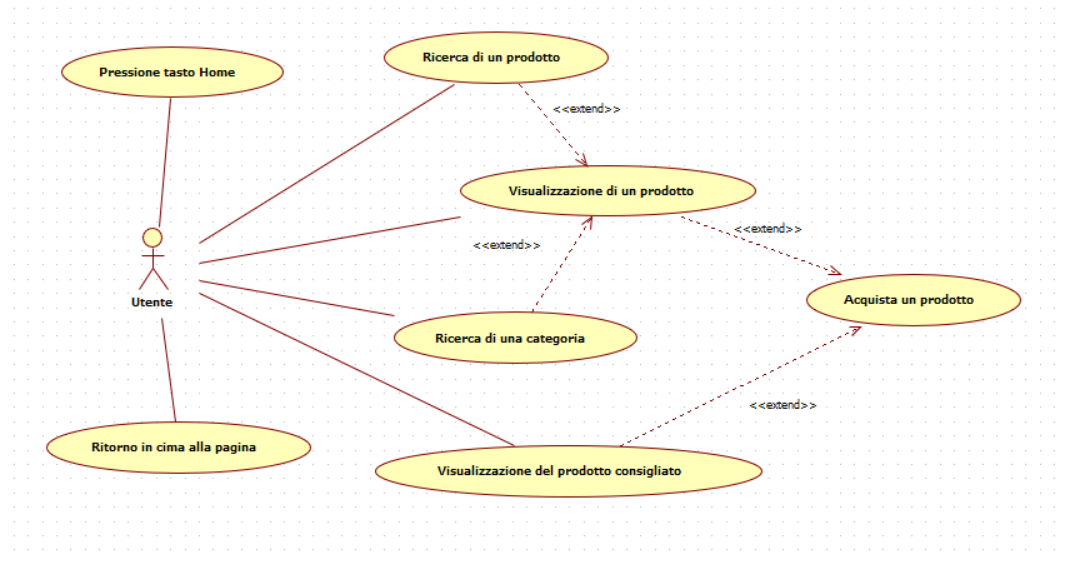 Ricerca di un prodotto
Pressione tasto Home
<<extend>>
Visualizzazione di un prodotto
<<extend>>
<<extend>>
Utente
Acquista un prodotto
Ricerca di una categoria
<<extend>>
Ritorno in cima alla pagina
Visualizzazione del prodotto consigliato